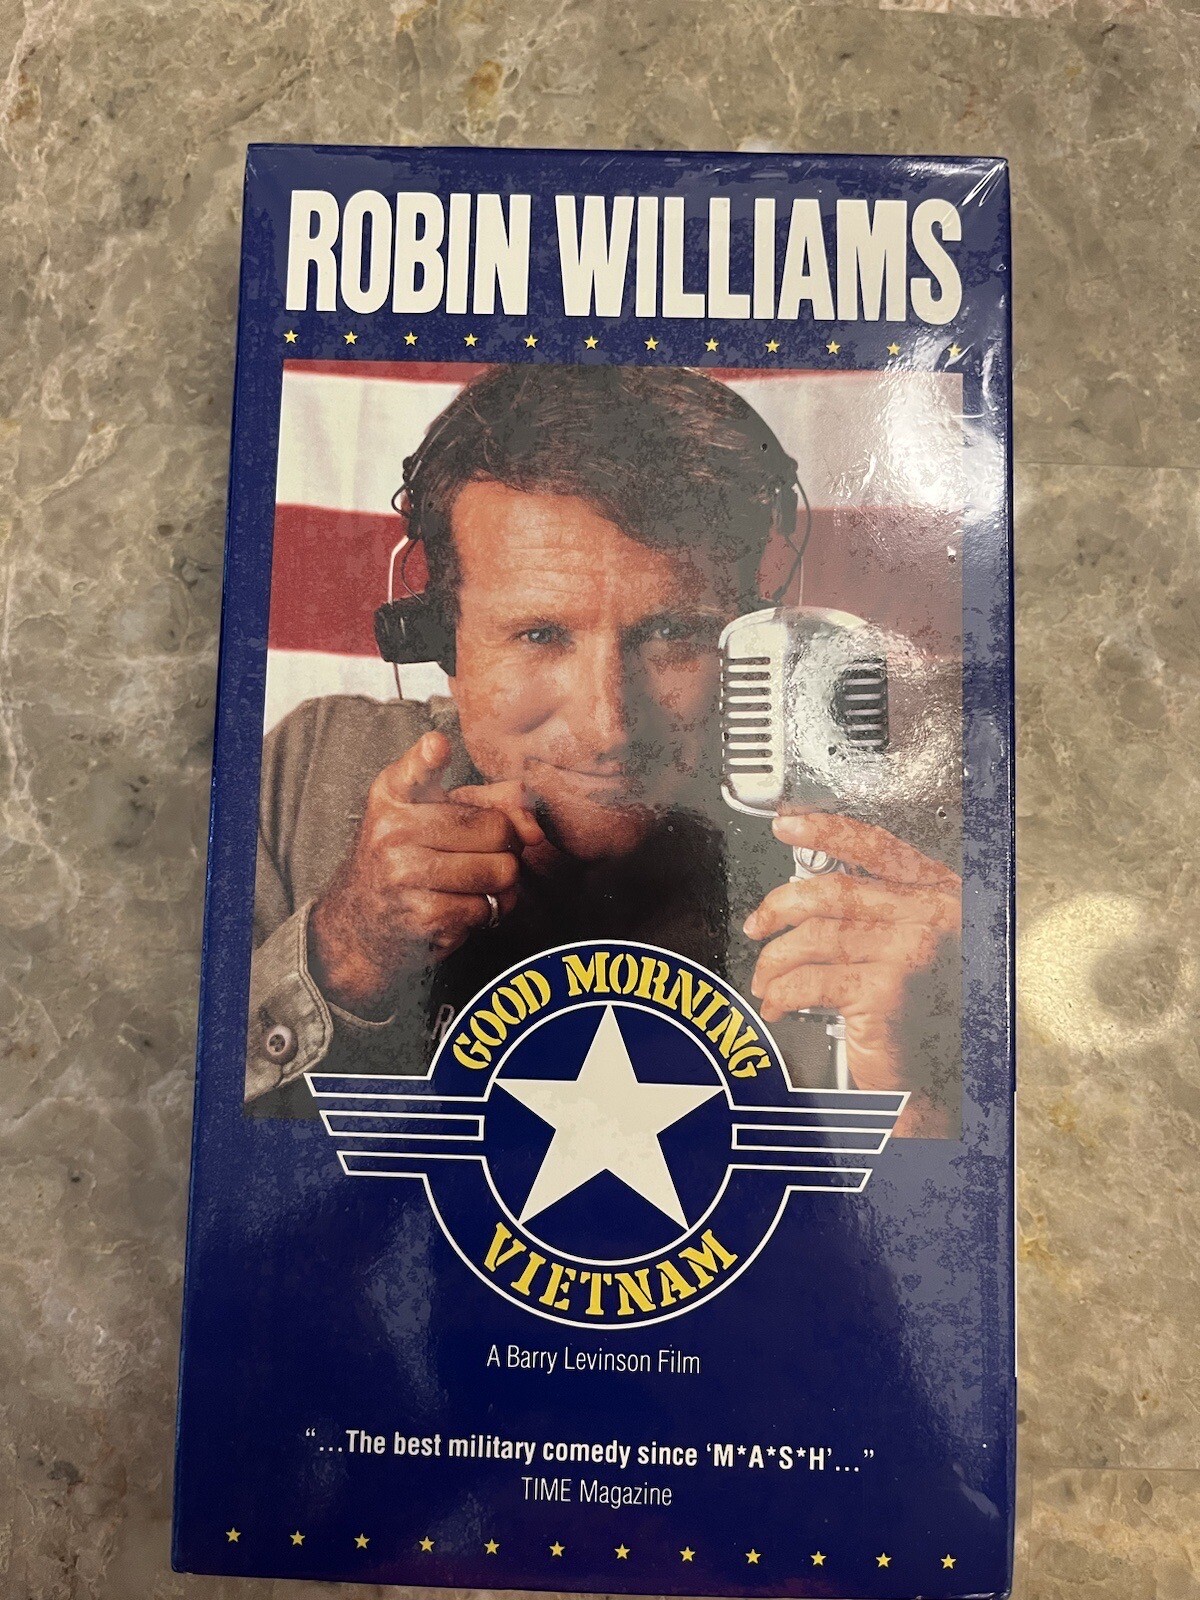 ROBIN WILLIAMS
GOOD MORNING
VIETNAM
A Barry Levinson Film
“...The best military comedy since ‘M*A*S*H’...”
TIME Magazine